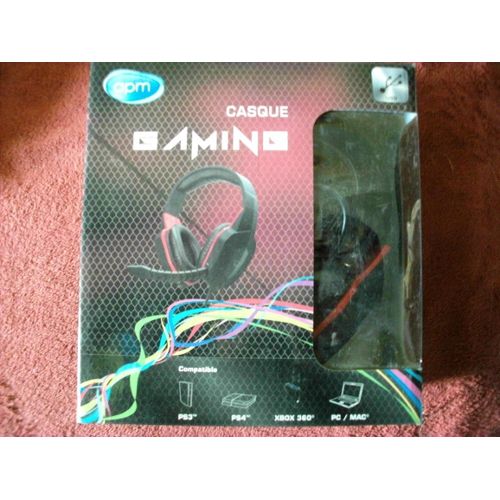 apm
CASQUE
GAMING
Compatible
PS3™
PS4™
XBOX 360®
PC / MAC®